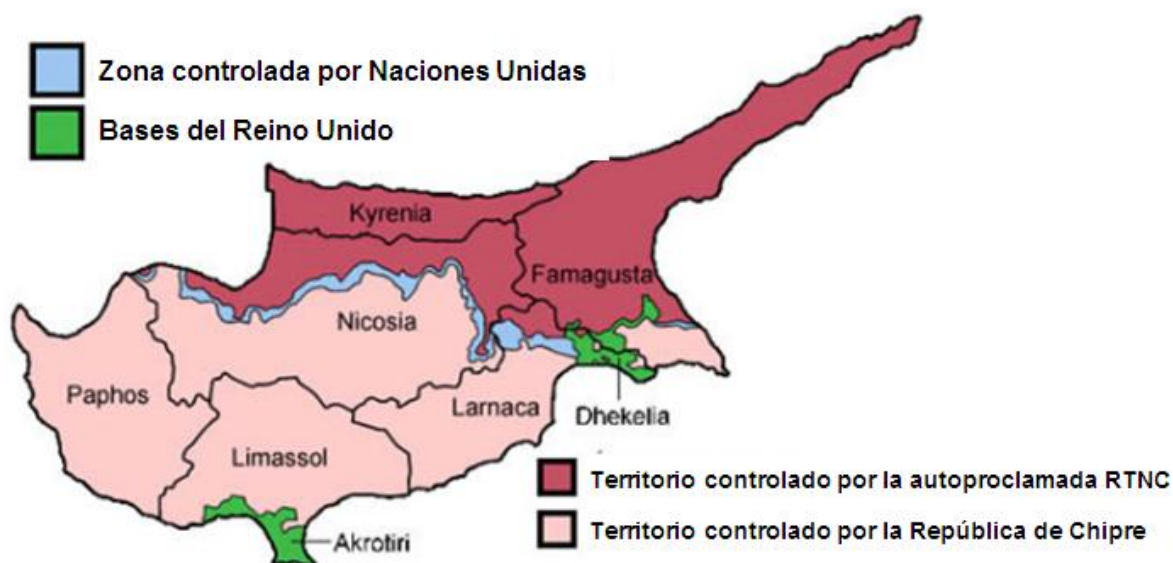 Zona controlada por Naciones Unidas
Bases del Reino Unido
Kyrenia
Famagusta
Nicosia
Paphos
Larnaca
Dhekelia
Limassol
Akrotiri
Territorio controlado por la autoproclamada RTNC
Territorio controlado por la República de Chipre